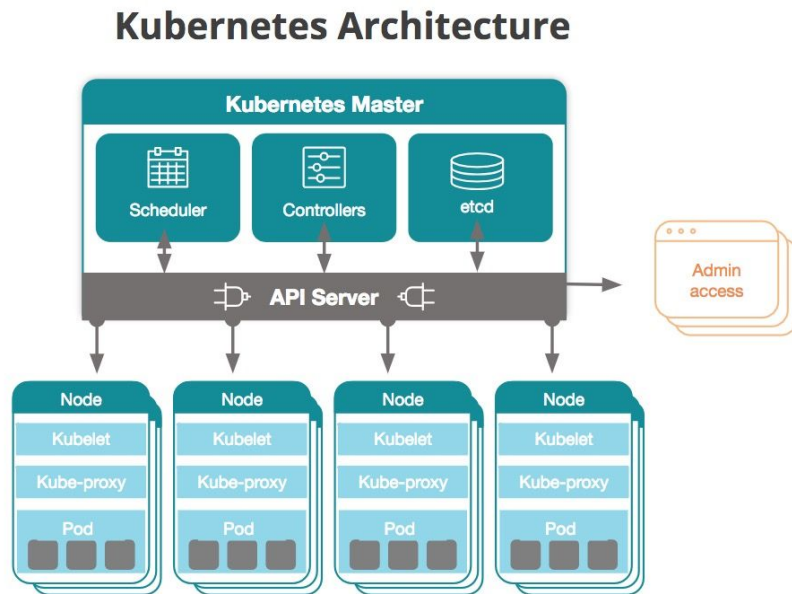 Kubernetes Architecture
Kubernetes Master
Scheduler
Controllers
etcd
API Server
Admin
access
Node
Kubelet
Kube-proxy
Pod
Node
Kubelet
Kube-proxy
Pod
Node
Kubelet
Kube-proxy
Pod
Node
Kubelet
Kube-proxy
Pod